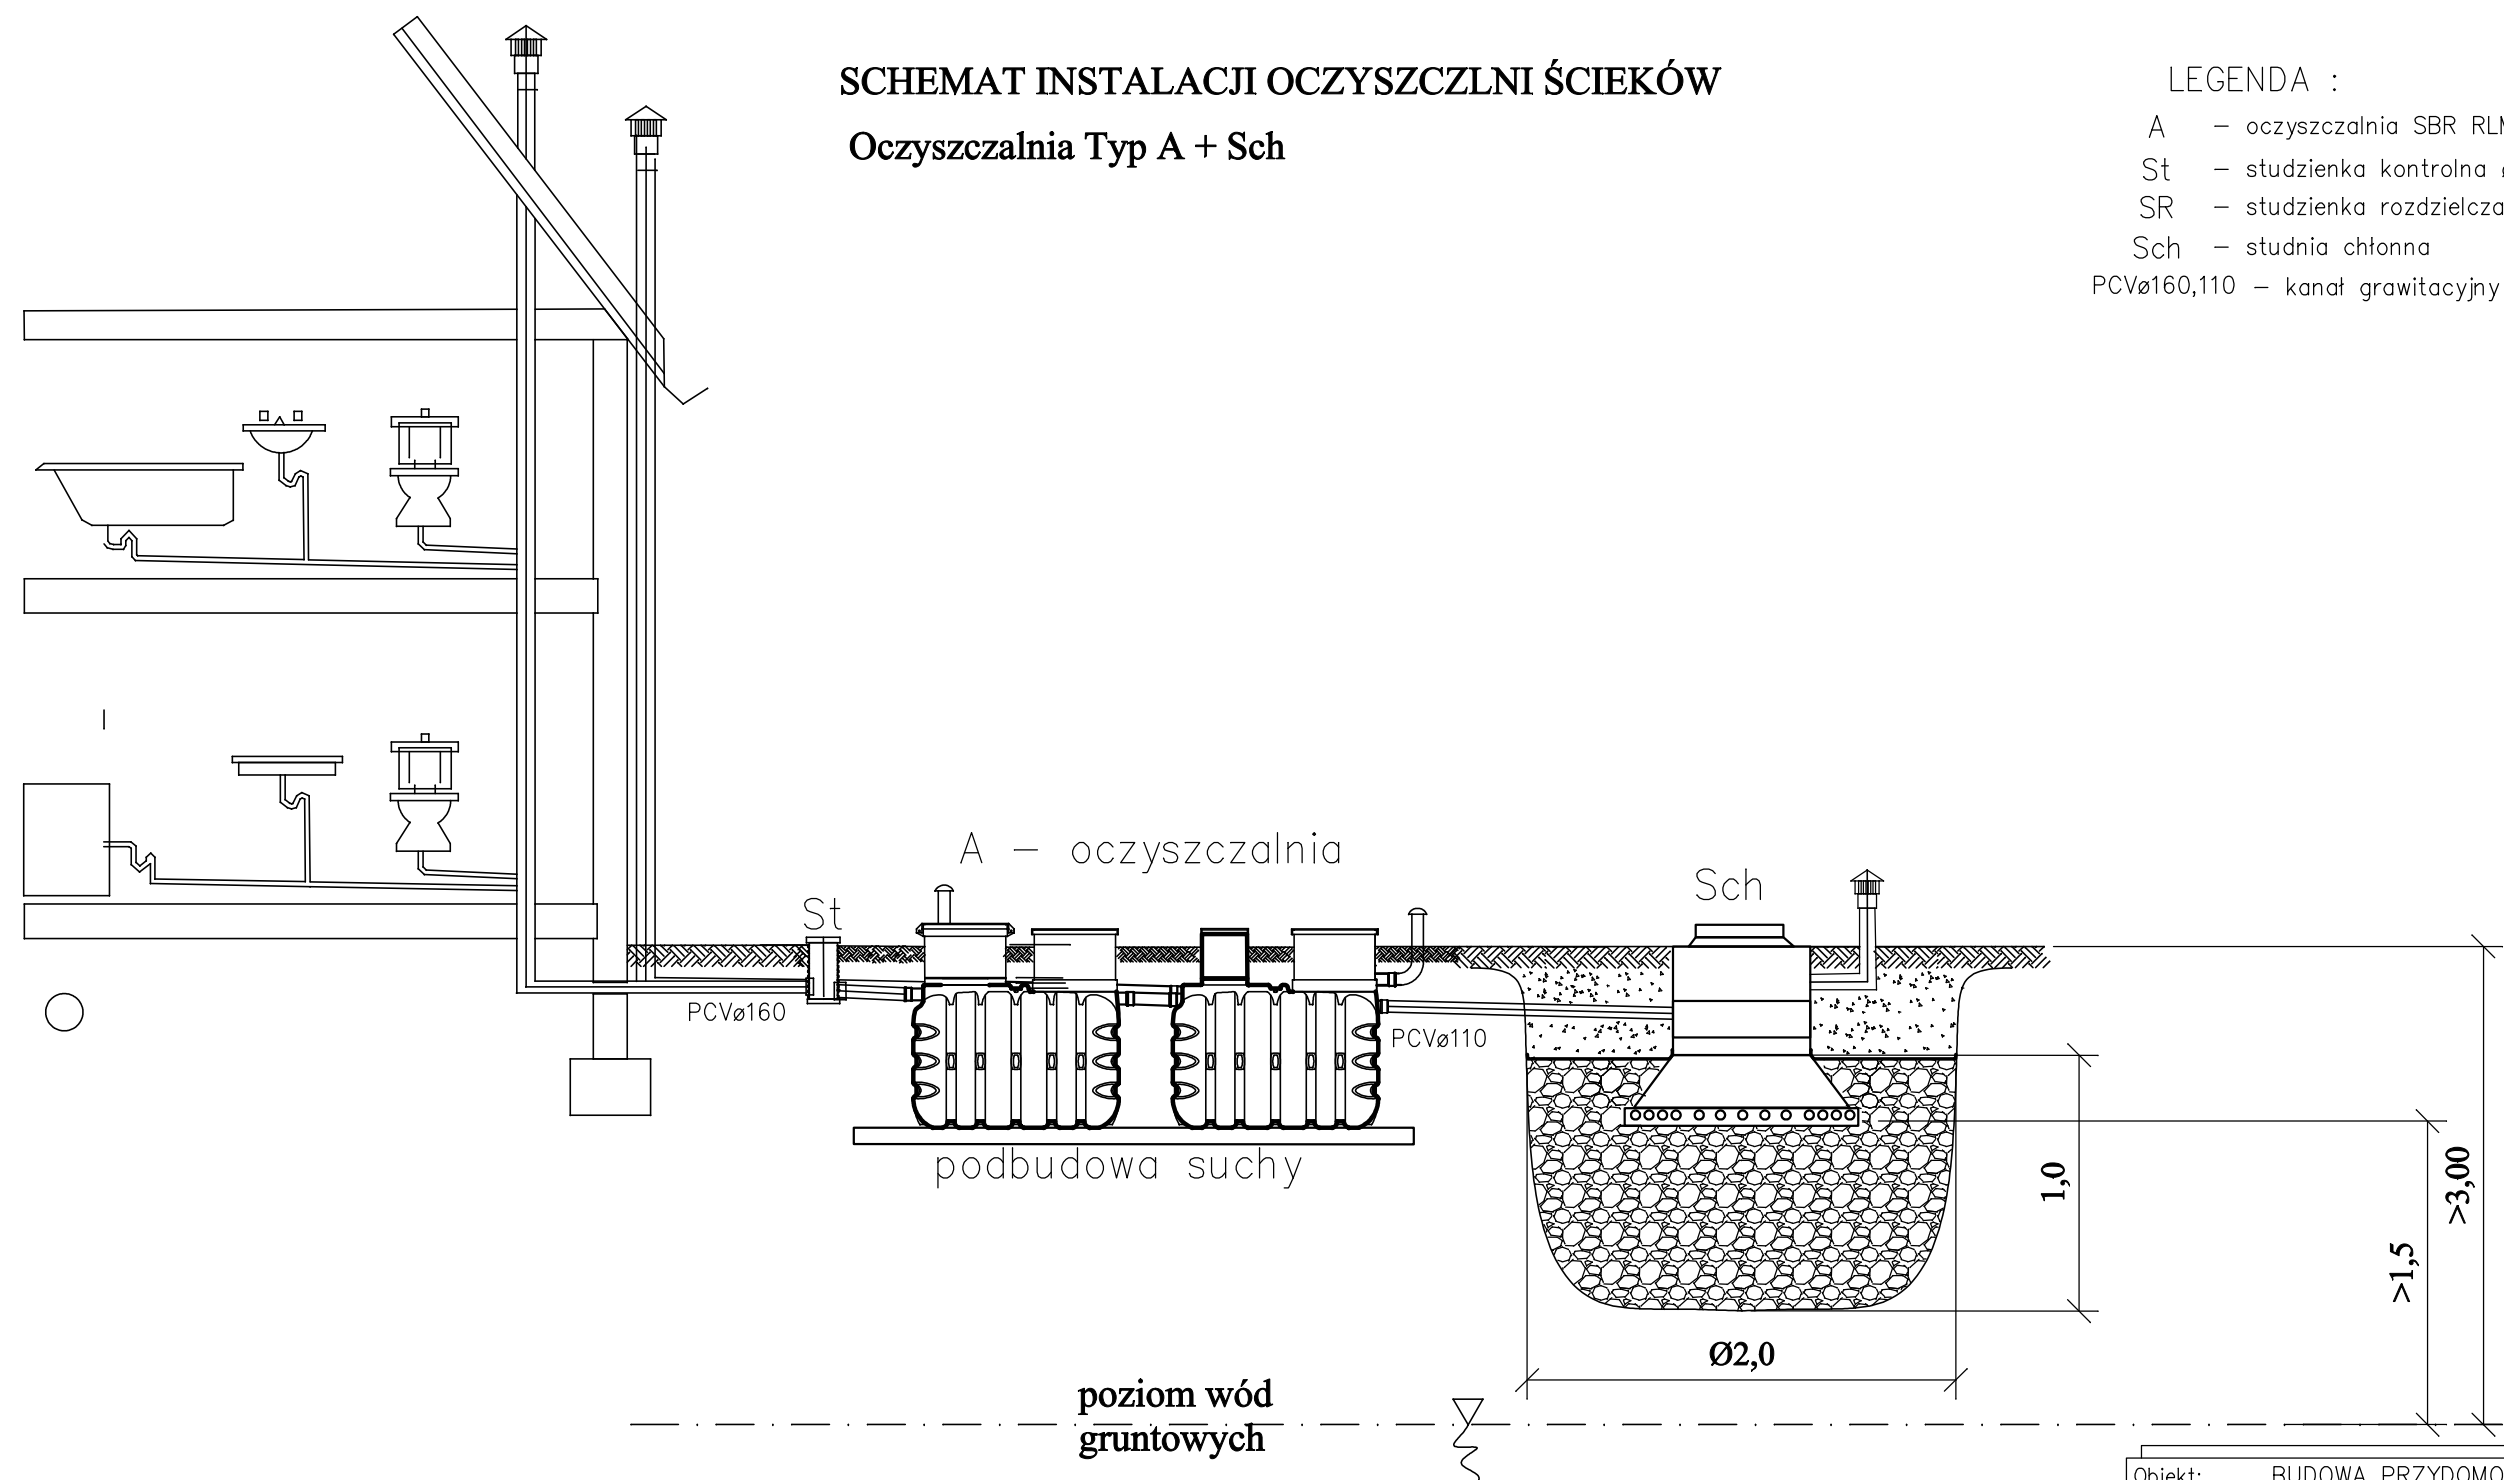 SCHEMAT INSTALACJI OCZYSZCZLNI ŚCIEKÓW
Oczyszczalnia Typ A + Sch
LEGENDA :
A – oczyszczalnia SBR
St – studzienka kontrolna
SR – studzienka rozdzielcza
Sch – studnia chłonna
PCVø160,110 – kanał grawitacyjny
A – oczyszczalnia
St
Sch
PCVø160
PCVø110
podbudowa suchy
1,0
>1,5
>3,00
Ø2,0
poziom wód
gruntowych
Obiekt: BUDOWA